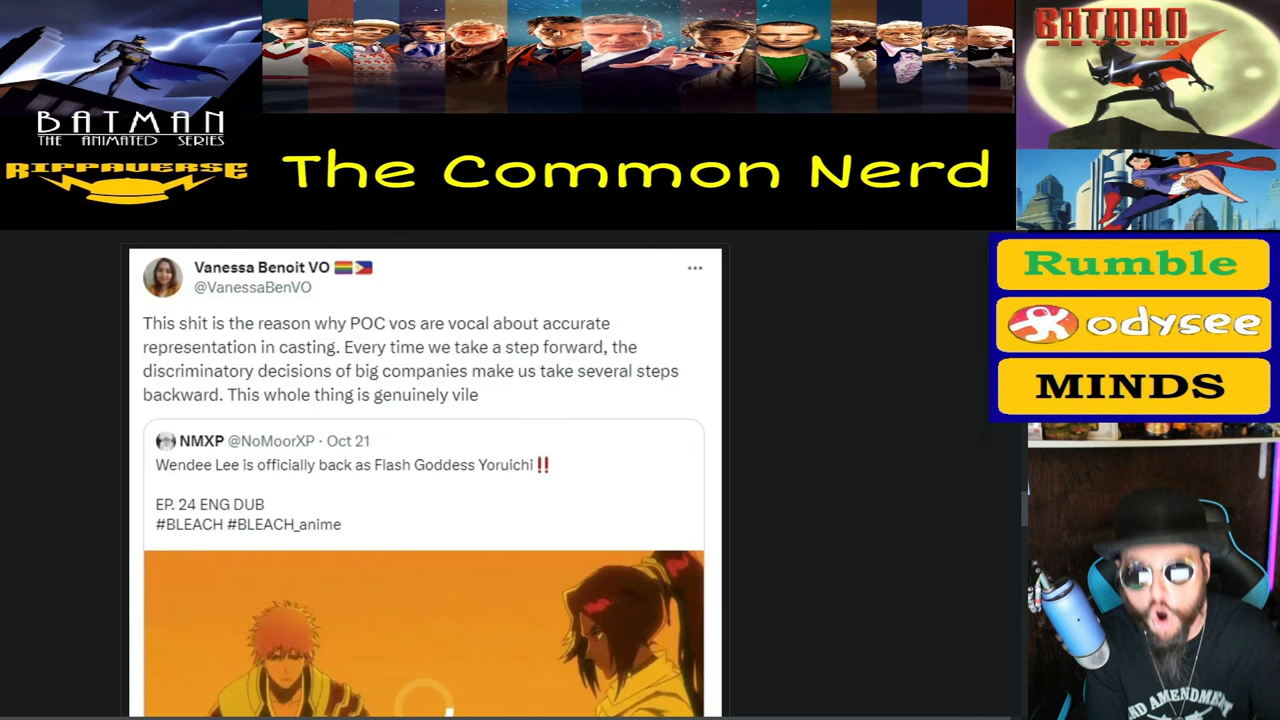 BATMAN
THE ANIMATED SERIES
RIPPAVERSE
The Common Nerd
BATMAN
BEYOND
Rumble
odysee
MINDS
Vanessa Benoit VO
@VanessaBenVO
This shit is the reason why POC vos are vocal about accurate
representation in casting. Every time we take a step forward, the
discriminatory decisions of big companies make us take several steps
backward. This whole thing is genuinely vile
NMXP @NoMoorXP · Oct 21
Wendee Lee is officially back as Flash Goddess Yoruichi‼️
EP. 24 ENG DUB
#BLEACH #BLEACH_anime
ND AMENDMENT